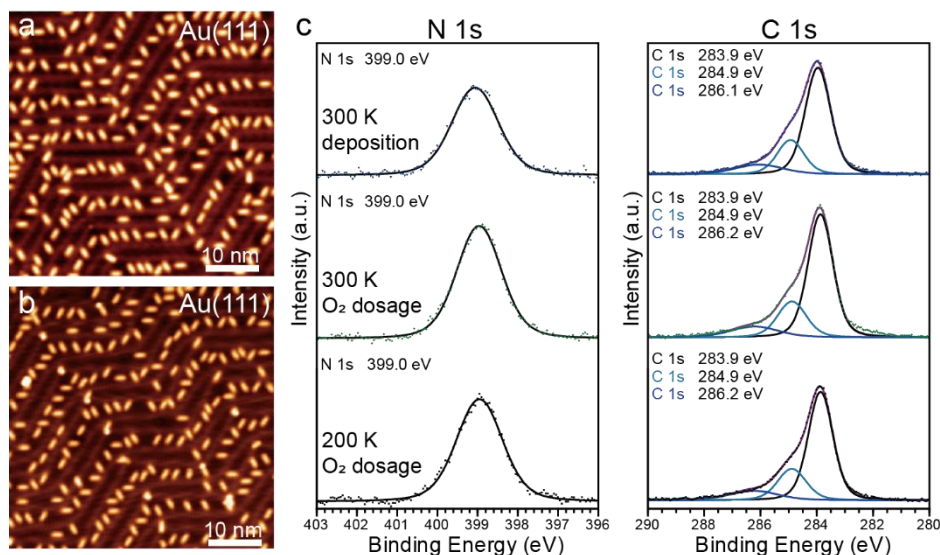 a
Au(111)
10 nm
b
Au(111)
10 nm
c
N 1s
N 1s 399.0 eV
300 K
deposition
N 1s 399.0 eV
300 K
O₂ dosage
N 1s 399.0 eV
200 K
O₂ dosage
Intensity (a.u.)
403 402 401 400 399 398 397 396
Binding Energy (eV)
C 1s
C 1s 283.9 eV
C 1s 284.9 eV
C 1s 286.1 eV
C 1s 283.9 eV
C 1s 284.9 eV
C 1s 286.2 eV
C 1s 283.9 eV
C 1s 284.9 eV
C 1s 286.2 eV
Intensity (a.u.)
290 288 286 284 282 280
Binding Energy (eV)